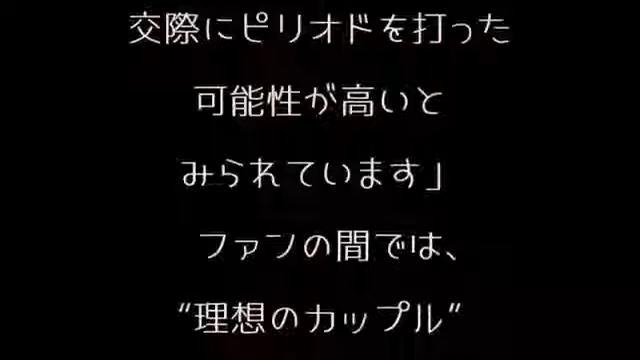 交際にピリオドを打った
可能性が高いと
みられています」
ファンの間では、
“理想のカップル”